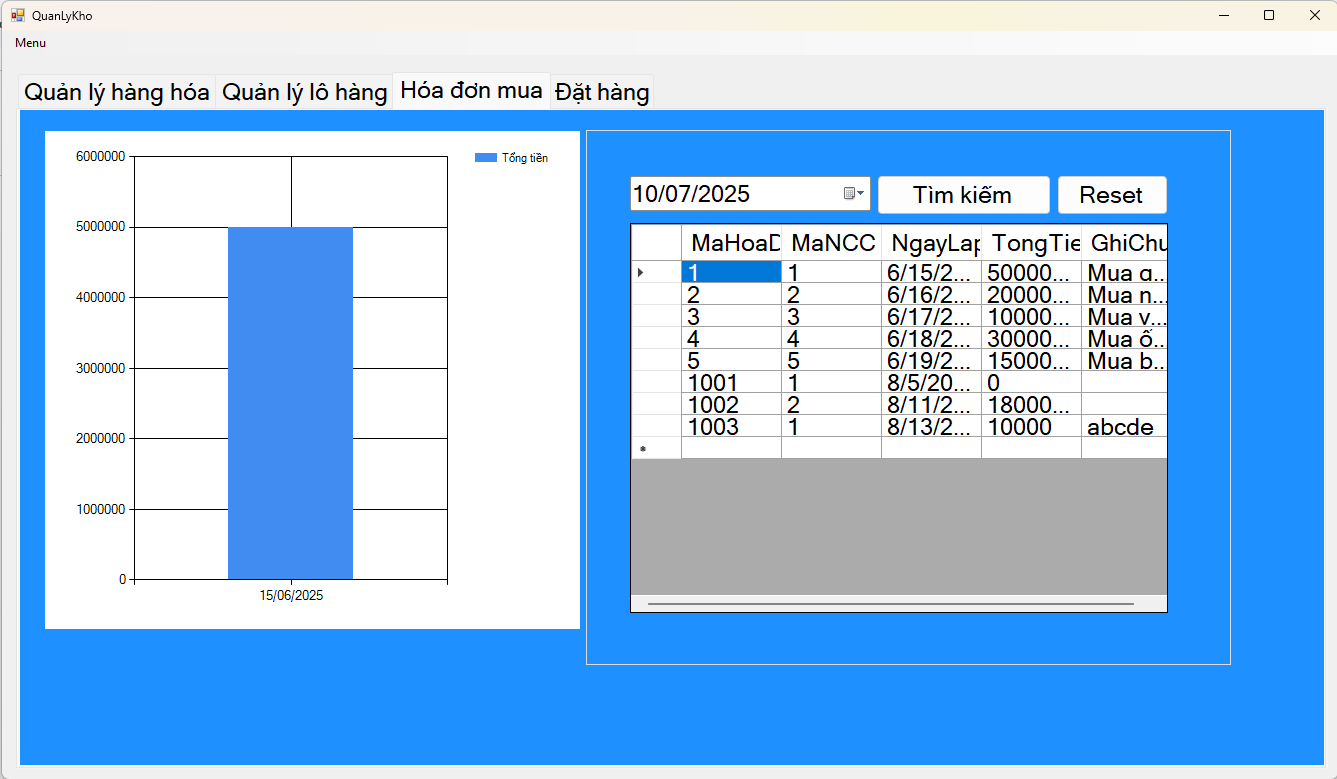 QuanLyKho
Menu
Quản lý hàng hóa Quản lý lô hàng Hóa đơn mua Đặt hàng
6000000
5000000
4000000
3000000
2000000
1000000
0
15/06/2025
Tổng tiền
10/07/2025 Tìm kiếm Reset
MaHoaD MaNCC NgayLap TongTie GhiChu
1 1 6/15/2... 50000... Mua g...
2 2 6/16/2... 20000... Mua n...
3 3 6/17/2... 10000... Mua v...
4 4 6/18/2... 30000... Mua ố...
5 5 6/19/2... 15000... Mua b...
1001 1 8/5/20... 0
1002 2 8/11/2... 18000...
1003 1 8/13/2... 10000 abcde